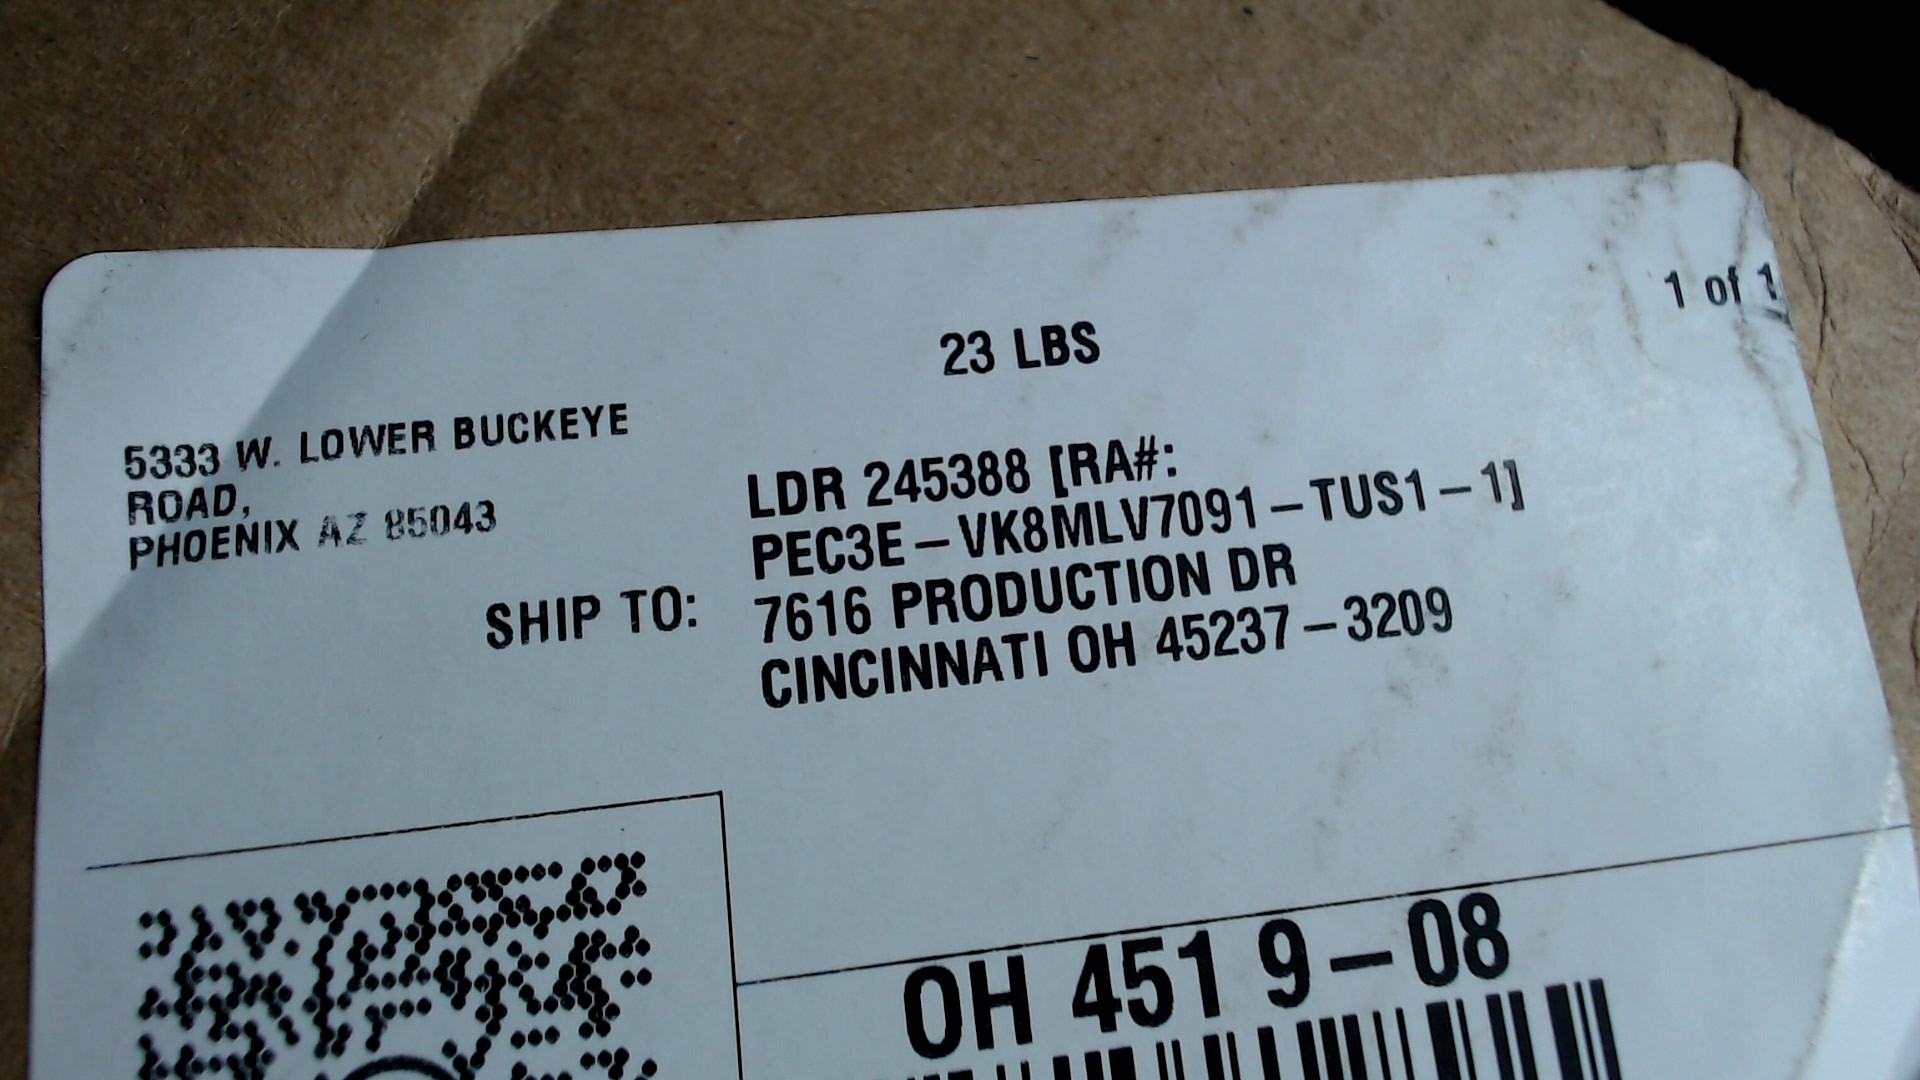 1 of 1
23 LBS
5333 W. LOWER BUCKEYE
ROAD,
PHOENIX AZ 85043
SHIP TO:
LDR 245388 [RA#:
PEC3E-VK8MLV7091-TUS1-1]
7616 PRODUCTION DR
CINCINNATI OH 45237-3209
OH 451 9-08